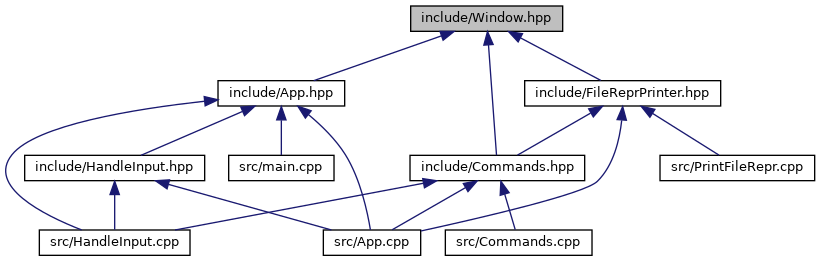 include/Window.hpp
include/App.hpp
include/FileReprPrinter.hpp
include/HandleInput.hpp
src/main.cpp
include/Commands.hpp
src/PrintFileRepr.cpp
src/HandleInput.cpp
src/App.cpp
src/Commands.cpp